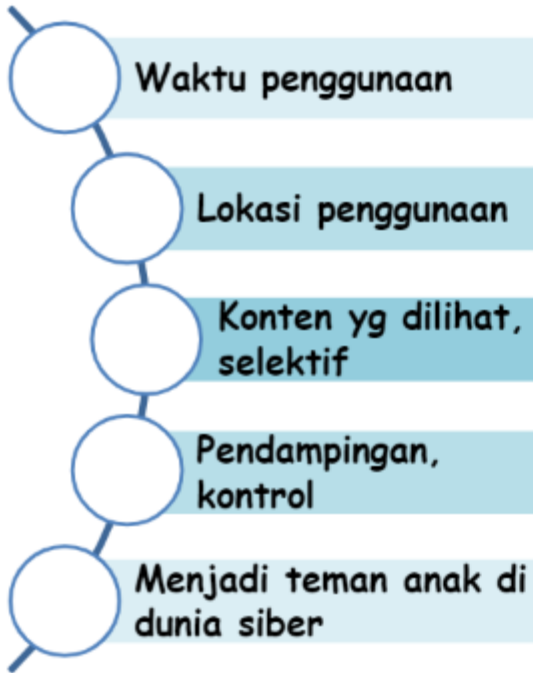 Waktu penggunaan
Lokasi penggunaan
Konten yg dilihat,
selektif
Pendampingan,
kontrol
Menjadi teman anak di
dunia siber